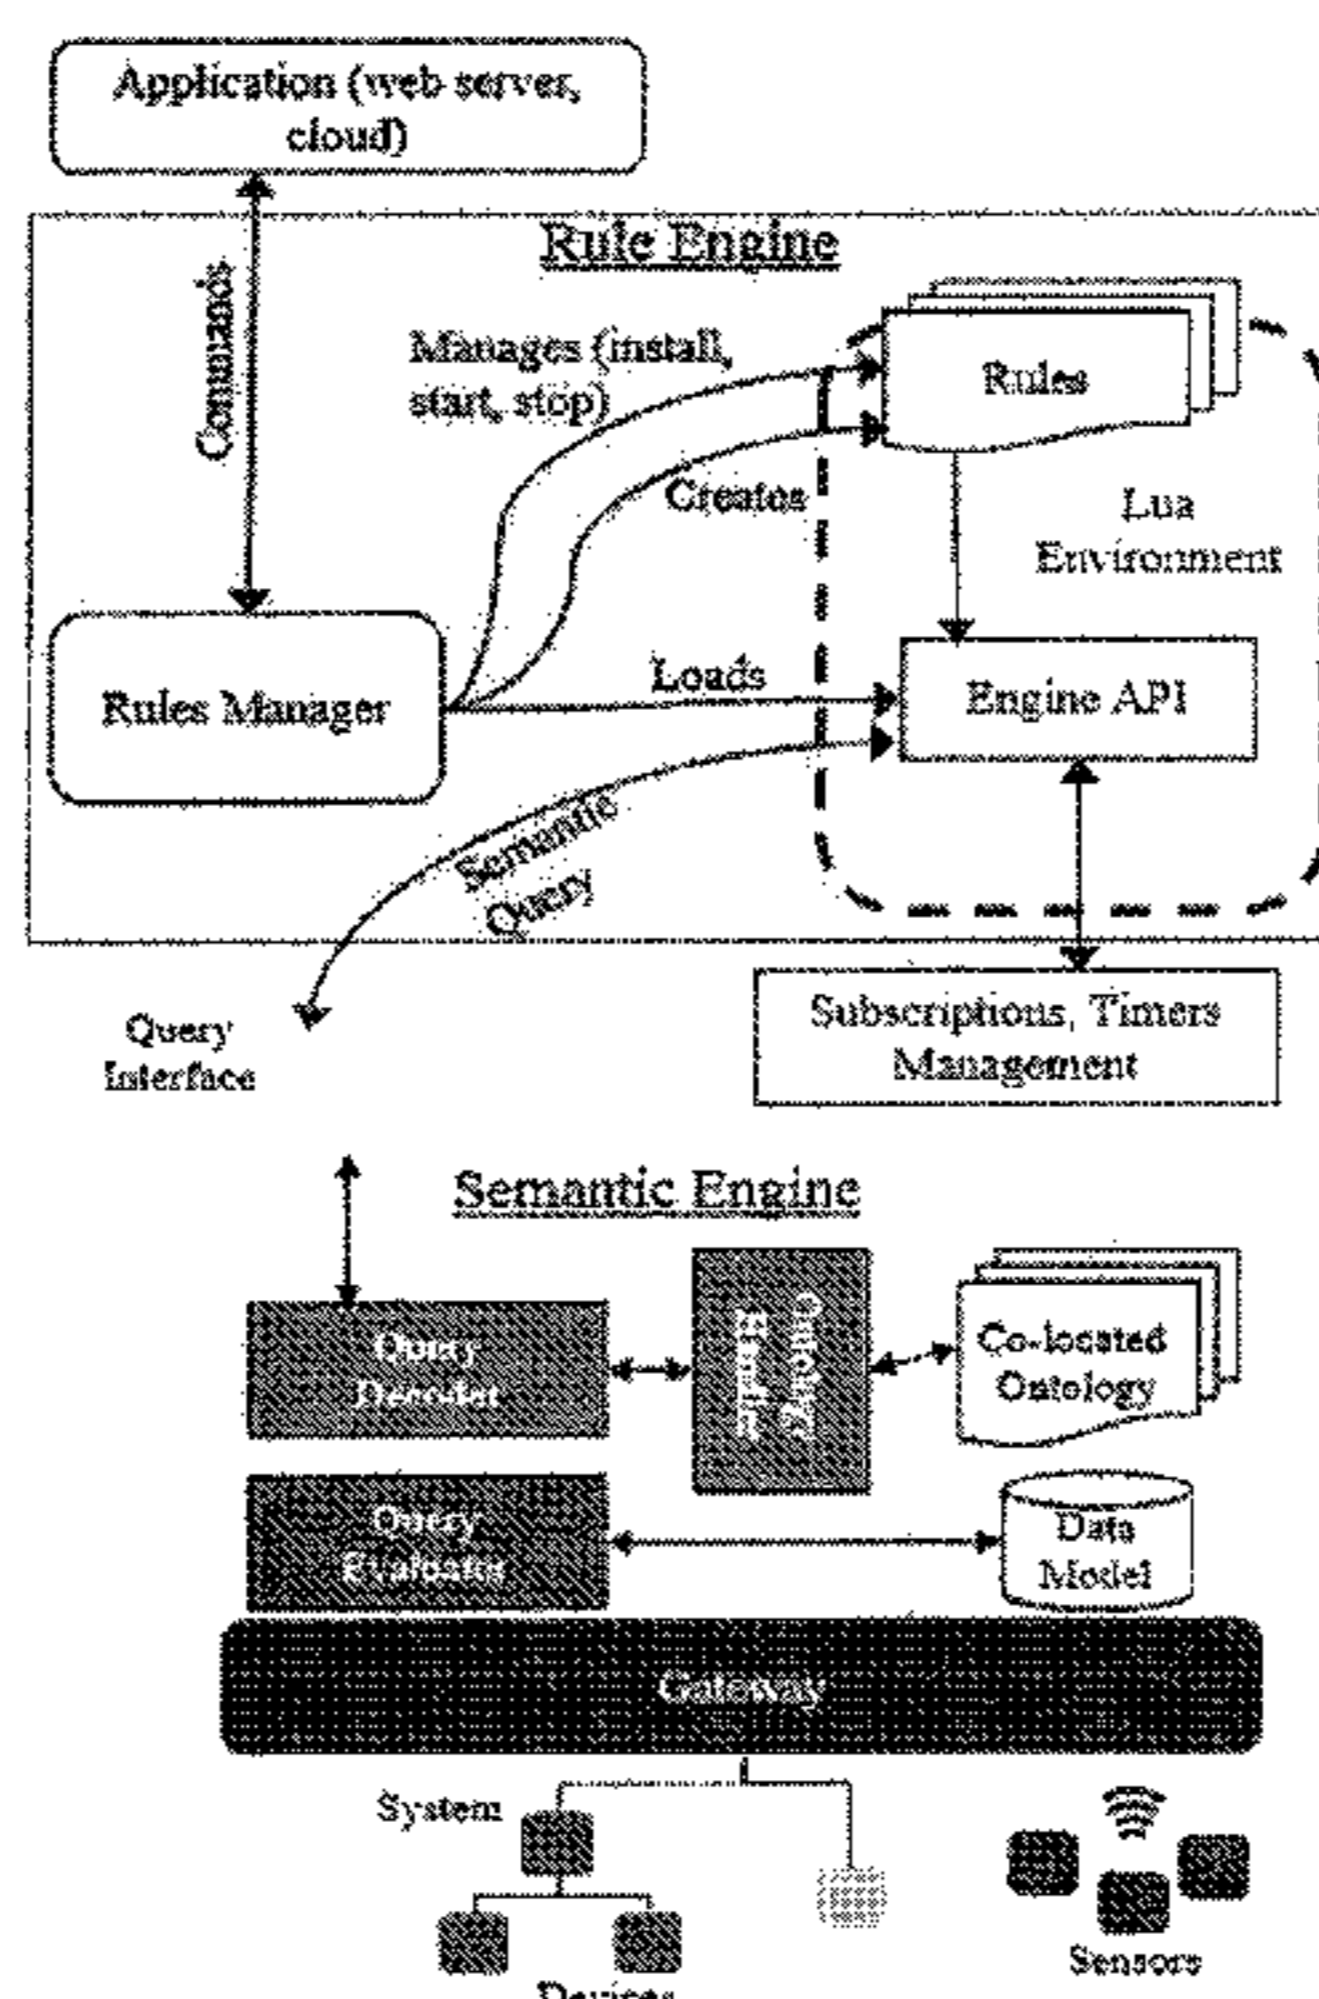 Application (web server,
cloud)
Rule Engine
Commands
Manages (install,
start, stop)
Rules
Creates
Lua
Environment
Loads
Rules Manager
Engine API
Semantic
Query
Query
Interface
Subscriptions, Timers
Management
Semantic Engine
Query
Decoder
Ontology
Handler
Co-located
Ontology
Query
Evaluator
Data
Model
Gateway
System
Sensors
Devices